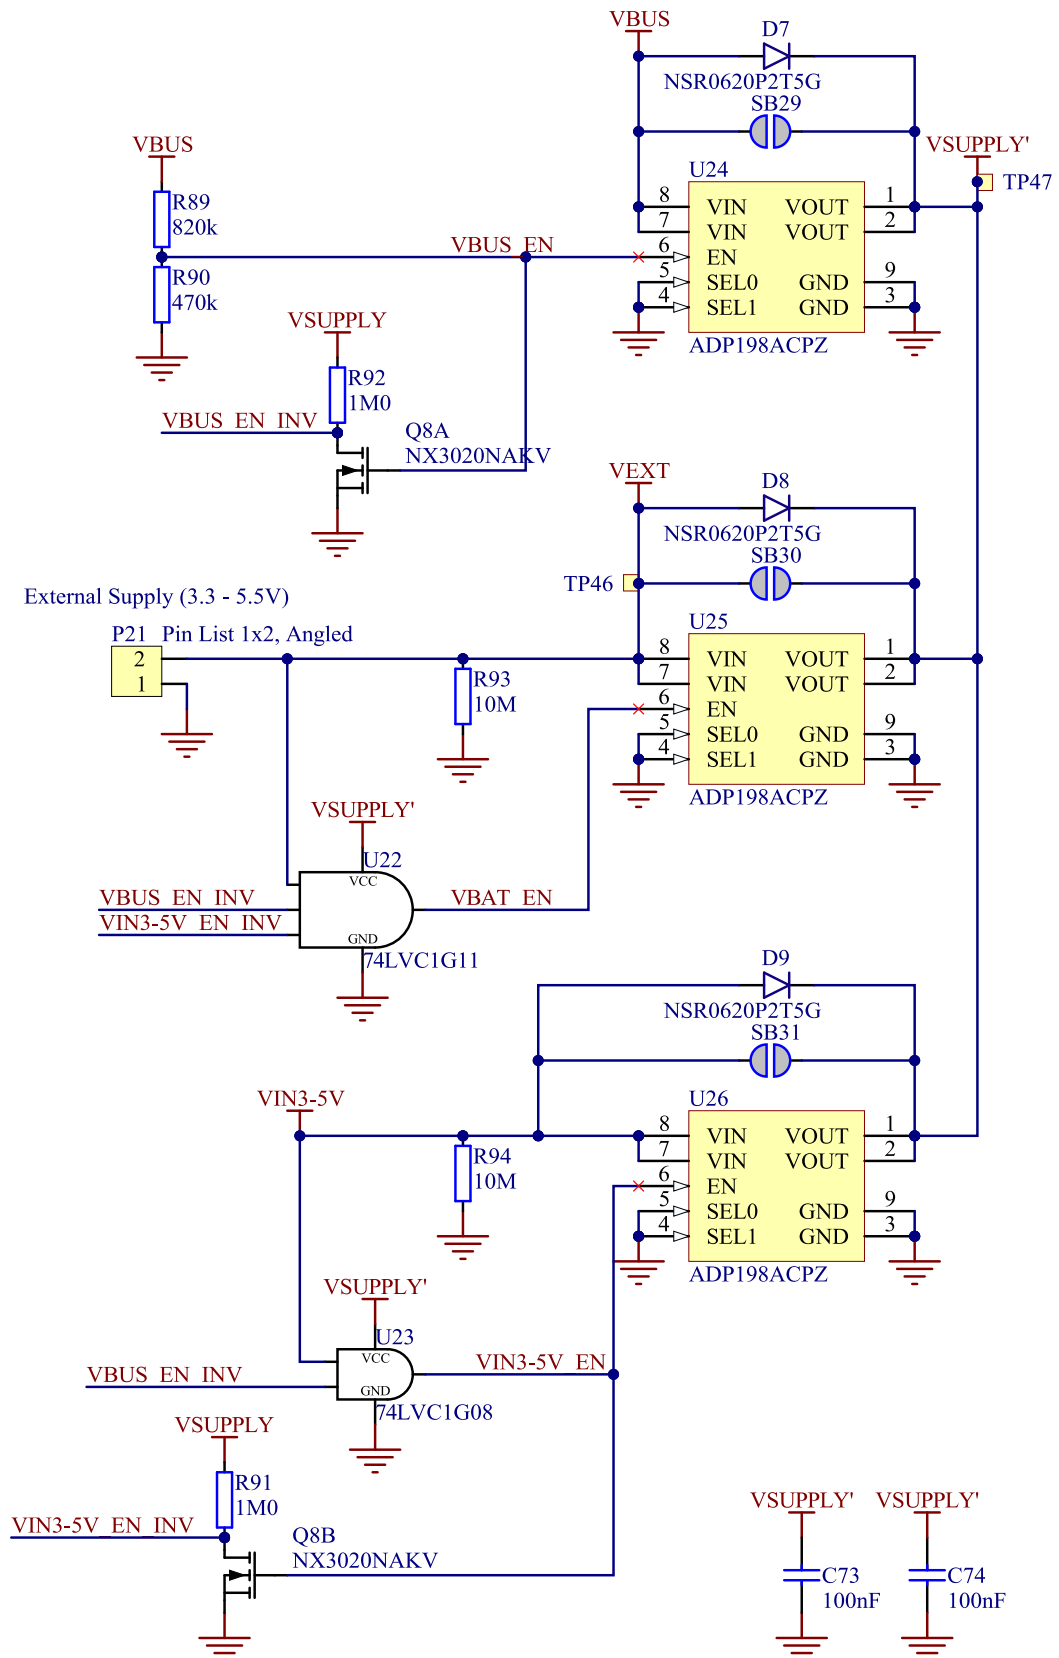 VBUS
D7
NSR0620P2T5G
SB29
VBUS
VSUPPLY'
TP47
U24
R89
820k
8 VIN VOUT 1
7 VIN VOUT 2
VBUS_EN
6 EN
5 SEL0 GND 9
4 SEL1 GND 3
ADP198ACPZ
R90
470k
VSUPPLY
R92
1M0
VBUS_EN_INV
Q8A
NX3020NAKV
VEXT
D8
NSR0620P2T5G
SB30
TP46
External Supply (3.3 - 5.5V)
P21 Pin List 1x2, Angled
2
1
U25
8 VIN VOUT 1
7 VIN VOUT 2
6 EN
5 SEL0 GND 9
4 SEL1 GND 3
ADP198ACPZ
R93
10M
VSUPPLY'
U22
VCC
VBUS_EN_INV
VIN3-5V_EN_INV
VBAT_EN
GND
74LVC1G11
D9
NSR0620P2T5G
SB31
VIN3-5V
U26
8 VIN VOUT 1
7 VIN VOUT 2
6 EN
5 SEL0 GND 9
4 SEL1 GND 3
ADP198ACPZ
R94
10M
VSUPPLY'
U23
VCC
VBUS_EN_INV
VIN3-5V_EN
GND
74LVC1G08
VSUPPLY
R91
1M0
VIN3-5V_EN_INV
Q8B
NX3020NAKV
VSUPPLY'
C73
100nF
VSUPPLY'
C74
100nF